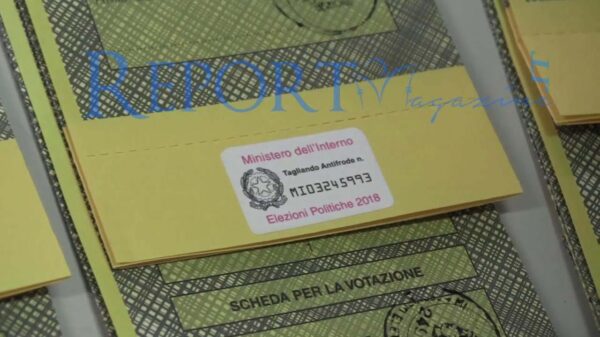 REPORT Magazine
Ministero dell'Interno
Tagliando Antifrode n.
MI03245993
Elezioni Politiche 2018
SCHEDA PER LA VOTAZIONE